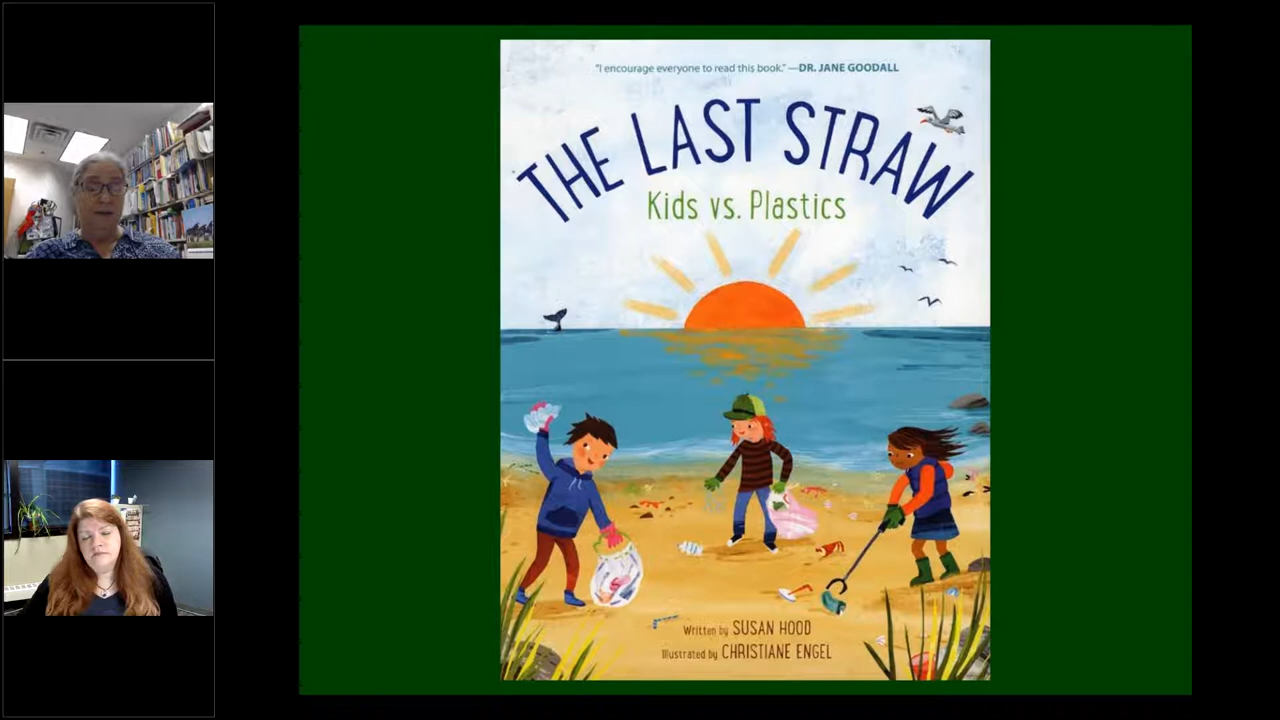 "I encourage everyone to read this book."—DR. JANE GOODALL
THE LAST STRAW
Kids vs. Plastics
Written by SUSAN HOOD
Illustrated by CHRISTIANE ENGEL